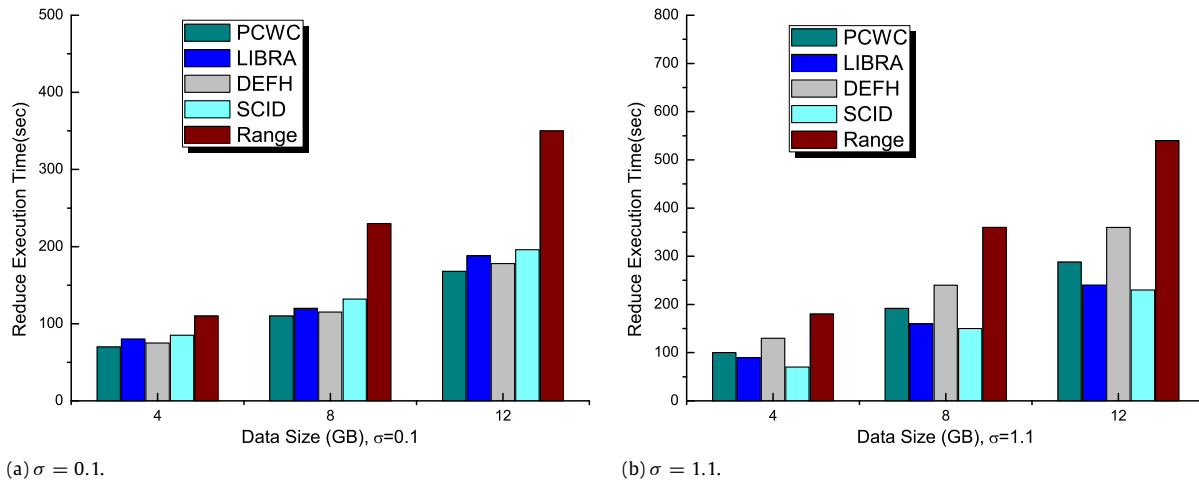 500
400
300
200
100
0
Reduce Execution Time(sec)
PCWC
LIBRA
DEFH
SCID
Range
4
8
12
Data Size (GB), σ=0.1
(a) σ = 0.1.
800
700
600
500
400
300
200
100
0
Reduce Execution Time(sec)
PCWC
LIBRA
DEFH
SCID
Range
4
8
12
Data Size (GB), σ=1.1
(b) σ = 1.1.